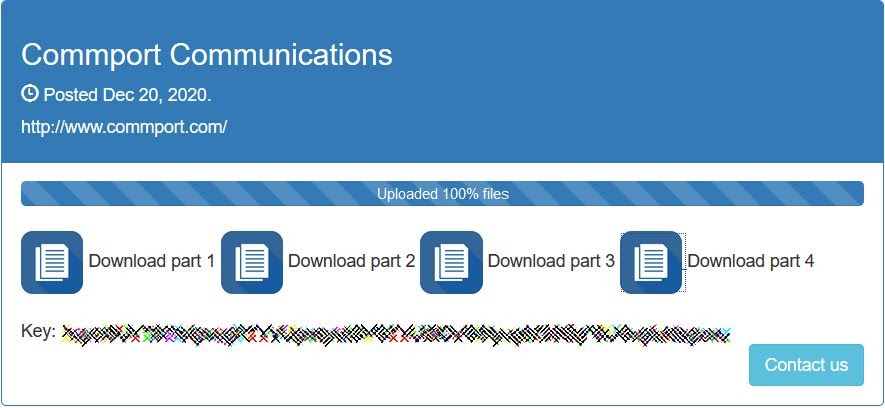 Commport Communications
Posted Dec 20, 2020.
http://www.commport.com/
Uploaded 100% files
Download part 1 Download part 2 Download part 3 Download part 4
Key:
Contact us